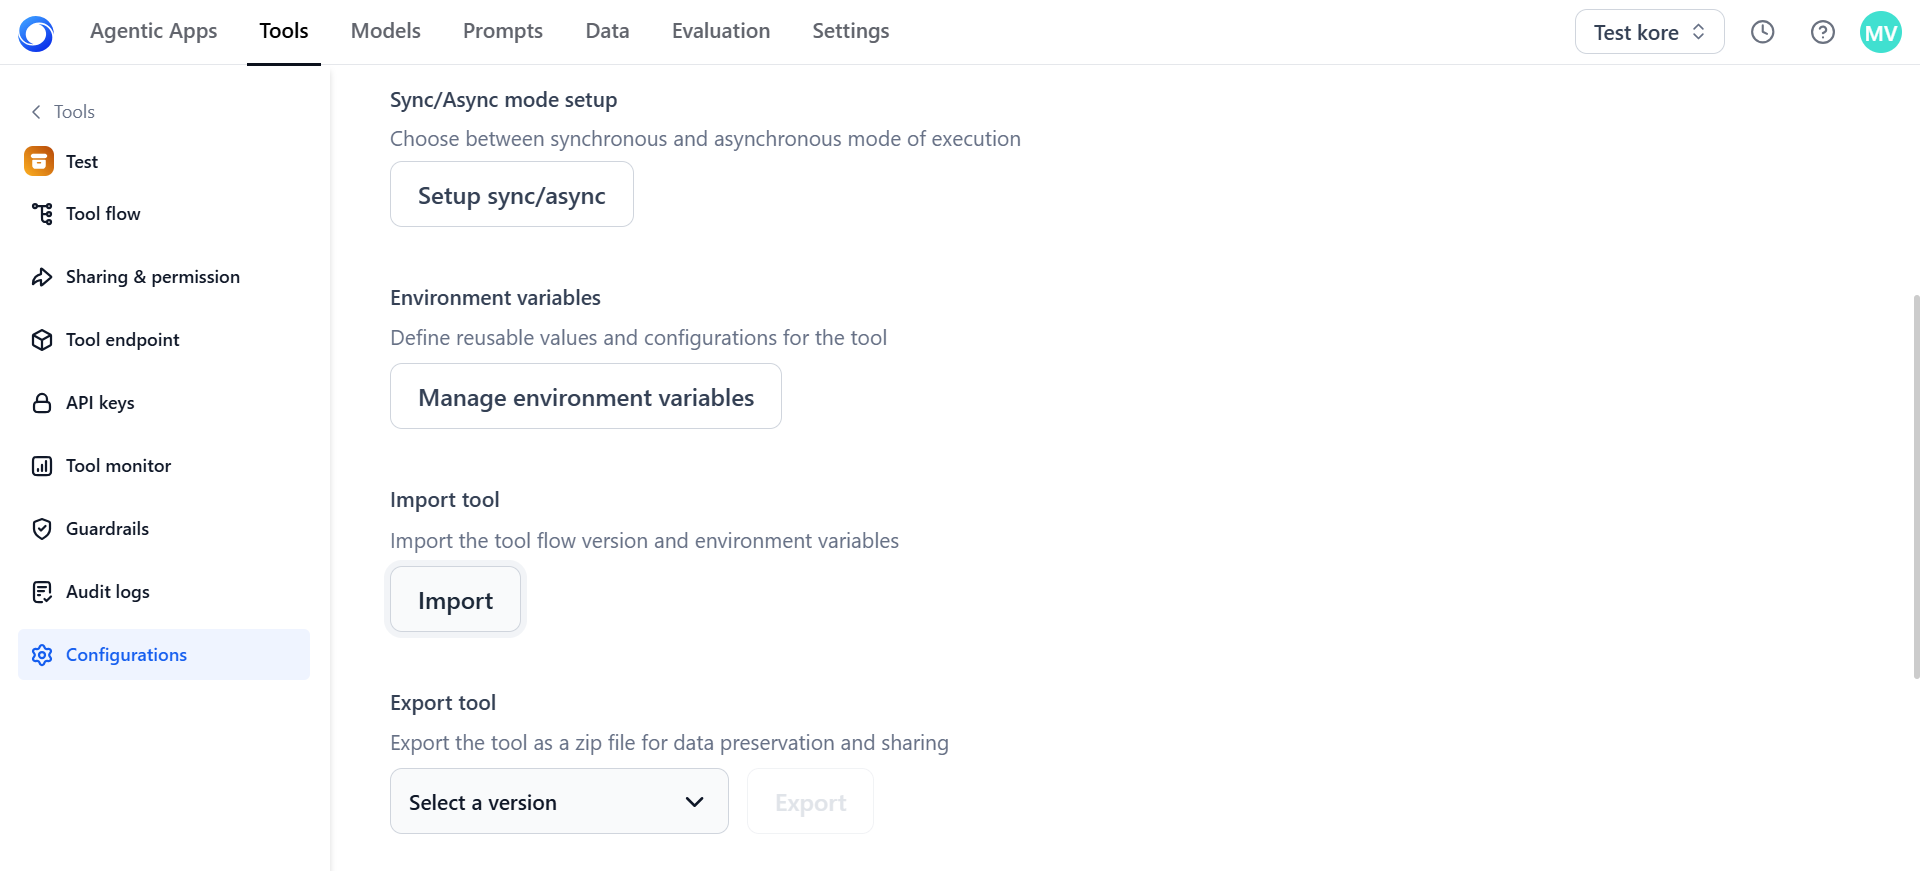 Agentic Apps
Tools
Models
Prompts
Data
Evaluation
Settings
Test kore
MV
Tools
Test
Tool flow
Sharing & permission
Tool endpoint
API keys
Tool monitor
Guardrails
Audit logs
Configurations
Sync/Async mode setup
Choose between synchronous and asynchronous mode of execution
Setup sync/async
Environment variables
Define reusable values and configurations for the tool
Manage environment variables
Import tool
Import the tool flow version and environment variables
Import
Export tool
Export the tool as a zip file for data preservation and sharing
Select a version
Export